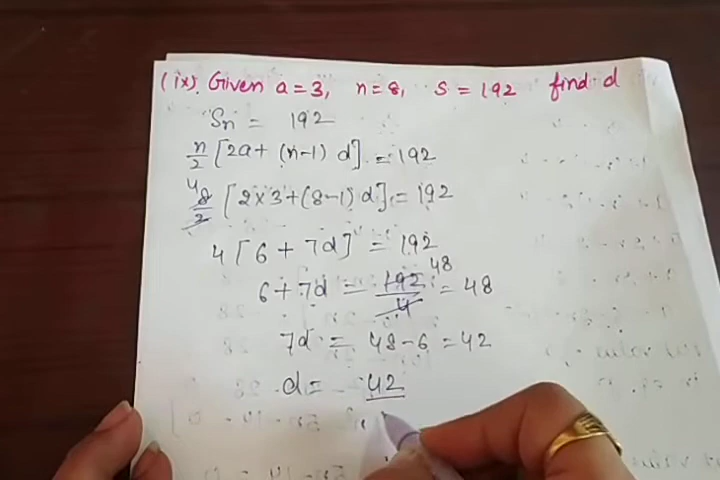 (ix). Given a = 3, n = 8, s = 192 find d
Sn = 192
n/2 [2a + (n-1) d] = 192
4 8/2 [2×3+(8-1) d] = 192
4 [6 + 7d] = 192
6 + 7d = 192/4 48 = 48
7d = 48-6 = 42
d = 42